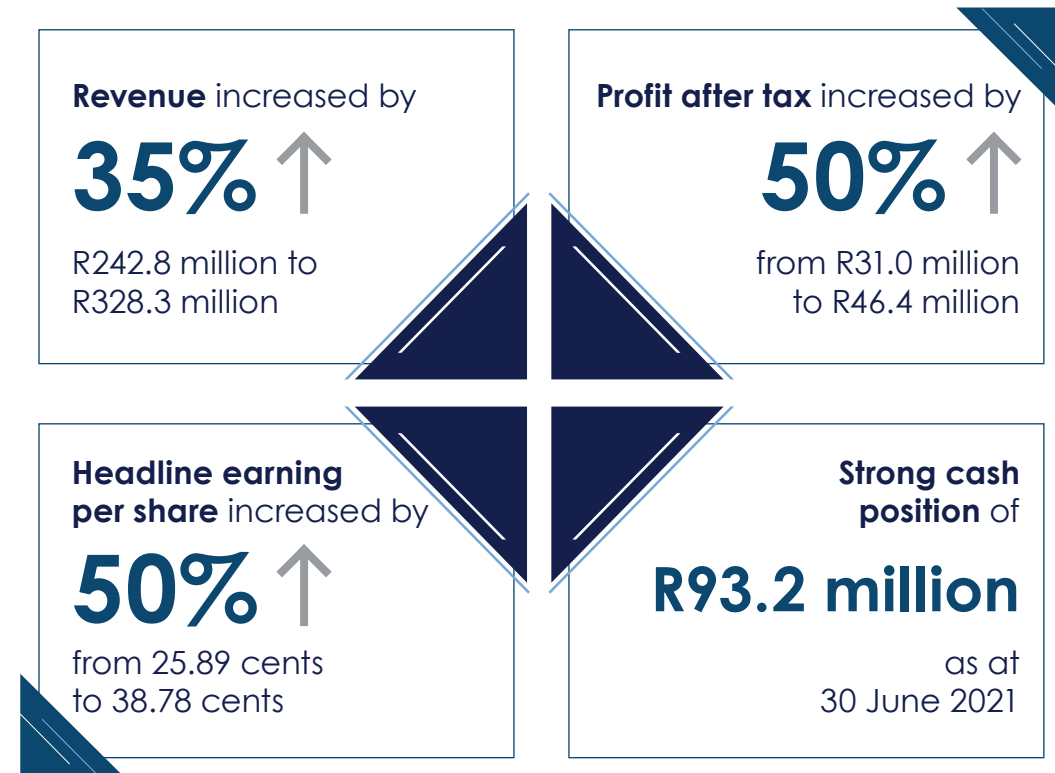 Revenue increased by
35%
R242.8 million to
R328.3 million
Profit after tax increased by
50%
from R31.0 million
to R46.4 million
Headline earning
per share increased by
50%
from 25.89 cents
to 38.78 cents
Strong cash
position of
R93.2 million
as at
30 June 2021